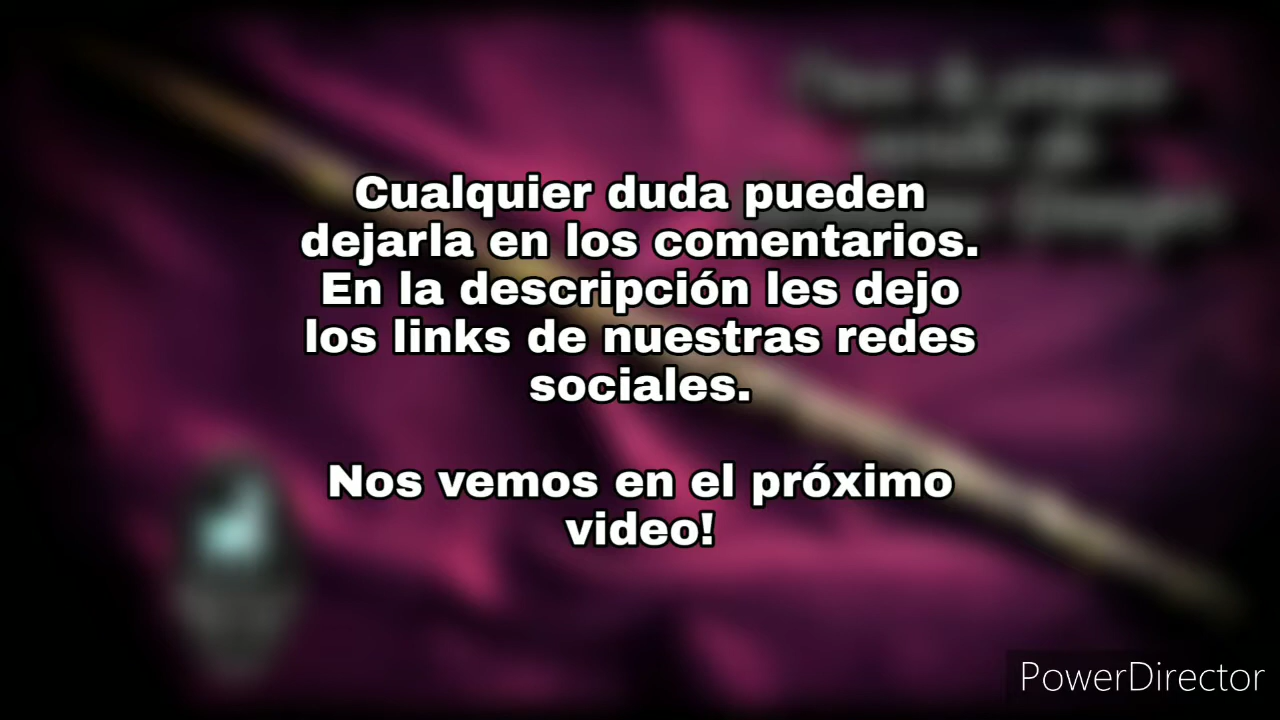 Cualquier duda pueden
dejarla en los comentarios.
En la descripción les dejo
los links de nuestras redes
sociales.
Nos vemos en el próximo
video!
PowerDirector